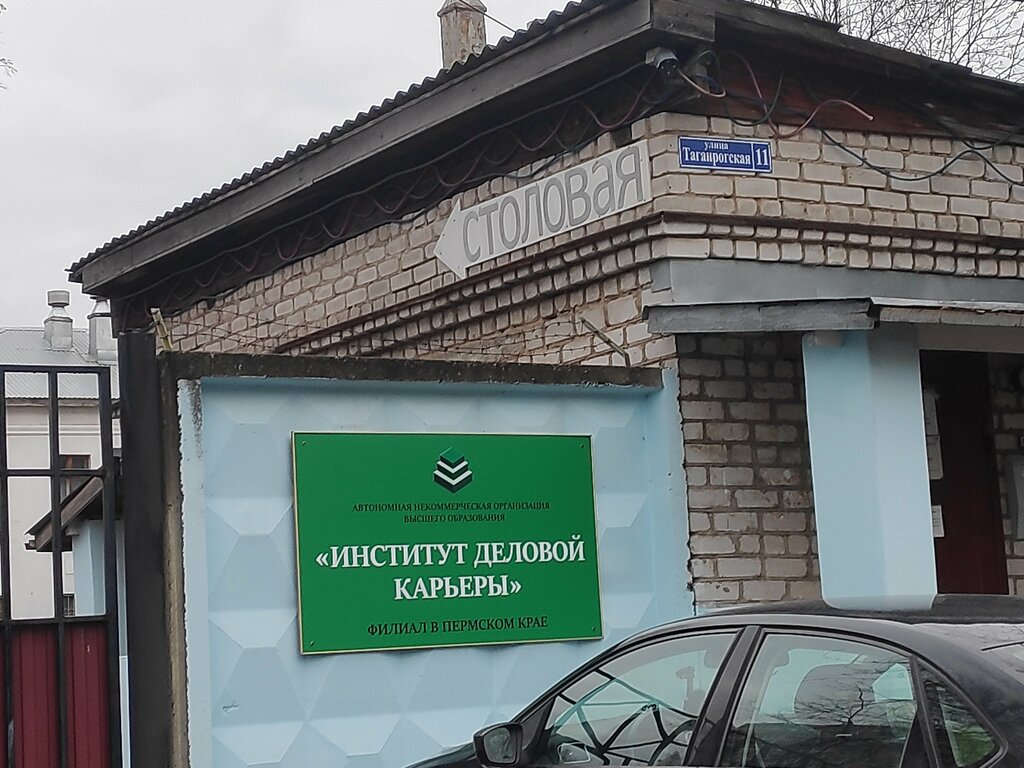 улица
Таганрогская 11
столовая
АВТОНОМНАЯ НЕКОММЕРЧЕСКАЯ ОРГАНИЗАЦИЯ
ВЫСШЕГО ОБРАЗОВАНИЯ
«ИНСТИТУТ ДЕЛОВОЙ
КАРЬЕРЫ»
ФИЛИАЛ В ПЕРМСКОМ КРАЕ